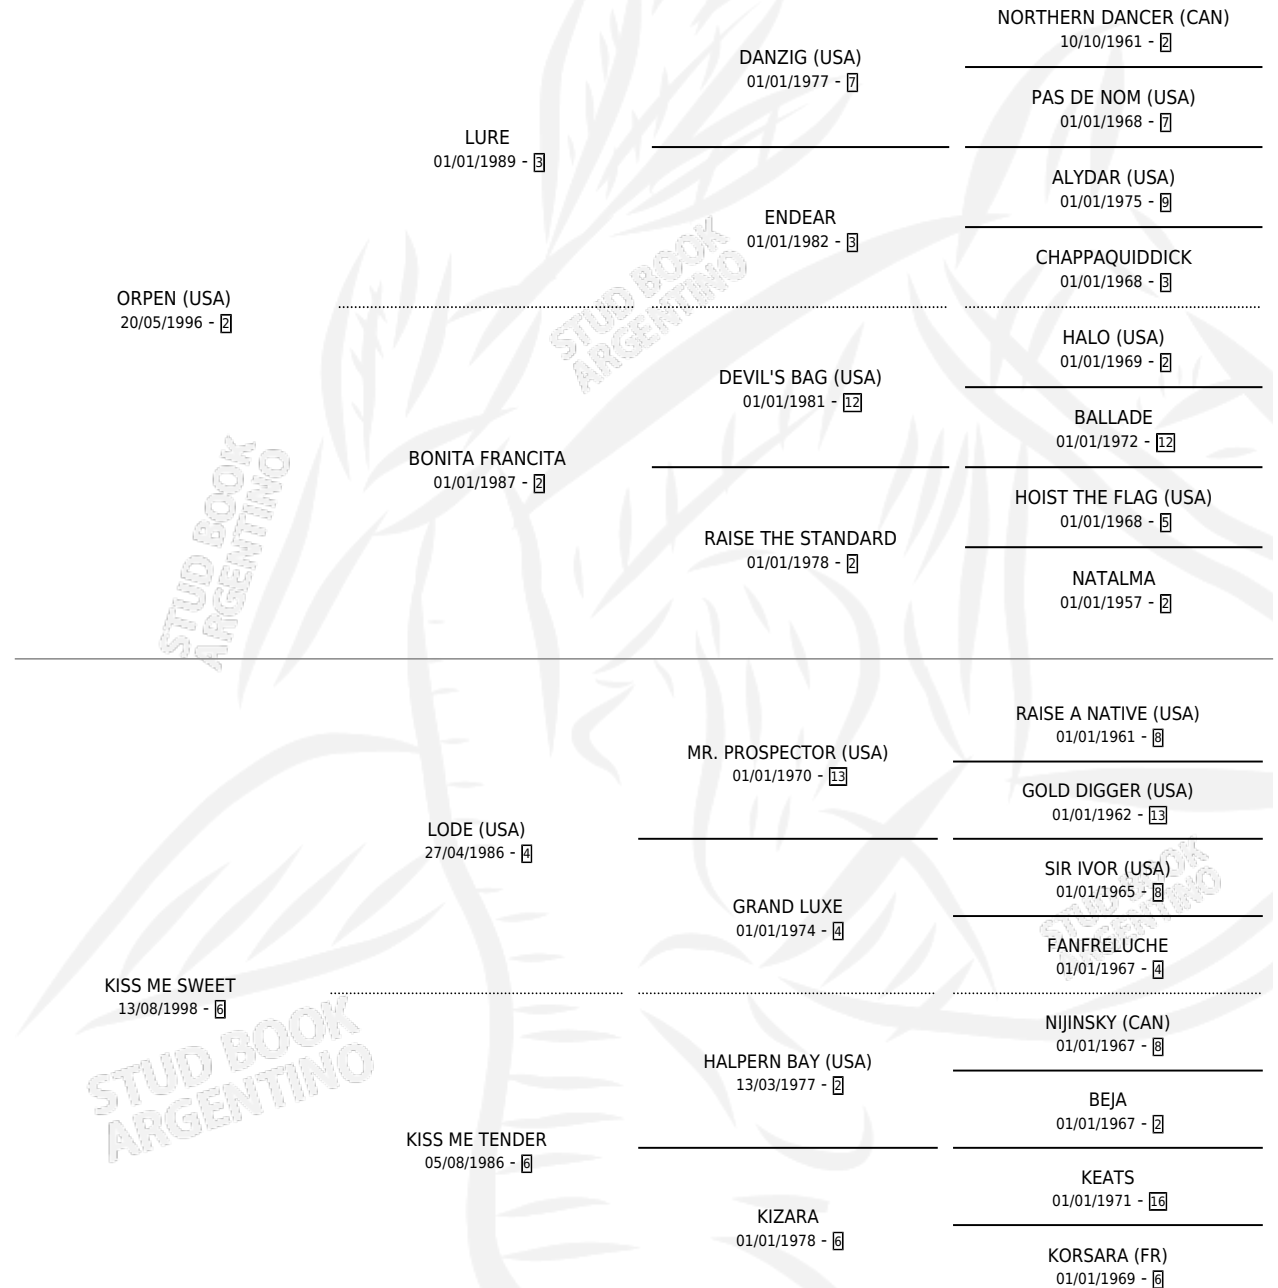 NORTHERN DANCER (CAN)
10/10/1961 - 2
DANZIG (USA)
01/01/1977 - 7
PAS DE NOM (USA)
01/01/1968 - 7
LURE
01/01/1989 - 3
ALYDAR (USA)
01/01/1975 - 9
ENDEAR
01/01/1982 - 3
CHAPPAQUIDDICK
01/01/1968 - 3
ORPEN (USA)
20/05/1996 - 2
HALO (USA)
01/01/1969 - 2
DEVIL'S BAG (USA)
01/01/1981 - 12
BALLADE
01/01/1972 - 12
BONITA FRANCITA
01/01/1987 - 2
HOIST THE FLAG (USA)
01/01/1968 - 5
RAISE THE STANDARD
01/01/1978 - 2
NATALMA
01/01/1957 - 2
RAISE A NATIVE (USA)
01/01/1961 - 8
MR. PROSPECTOR (USA)
01/01/1970 - 13
GOLD DIGGER (USA)
01/01/1962 - 13
LODE (USA)
27/04/1986 - 4
SIR IVOR (USA)
01/01/1965 - 8
GRAND LUXE
01/01/1974 - 4
FANFRELUCHE
01/01/1967 - 4
KISS ME SWEET
13/08/1998 - 6
NIJINSKY (CAN)
01/01/1967 - 8
HALPERN BAY (USA)
13/03/1977 - 2
BEJA
01/01/1967 - 2
KISS ME TENDER
05/08/1986 - 6
KEATS
01/01/1971 - 16
KIZARA
01/01/1978 - 6
KORSARA (FR)
01/01/1969 - 6
STUD BOOK
ARGENTINO
STUD BOOK
ARGENTINO
STUD BOOK
ARGENTINO
STUD BOOK
ARGENTINO